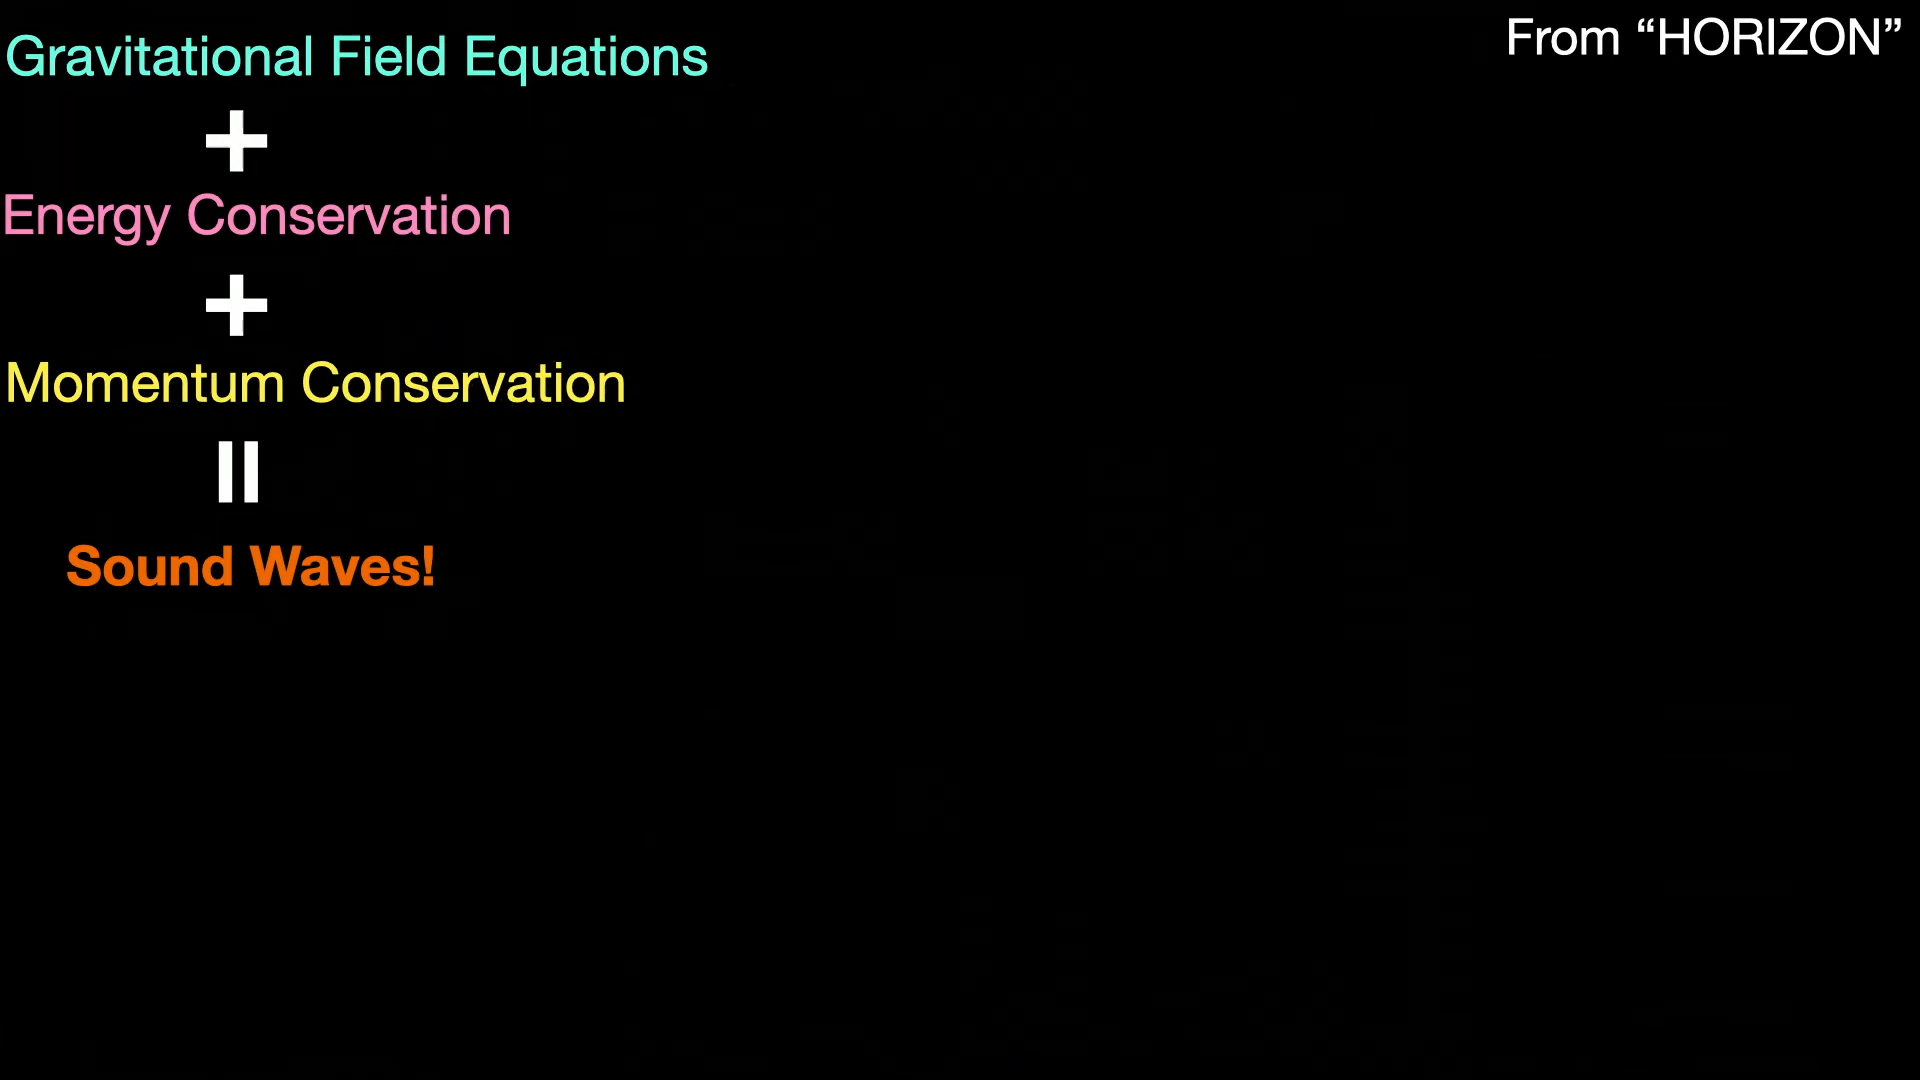 From “HORIZON”
Gravitational Field Equations
+
Energy Conservation
+
Momentum Conservation
=
Sound Waves!